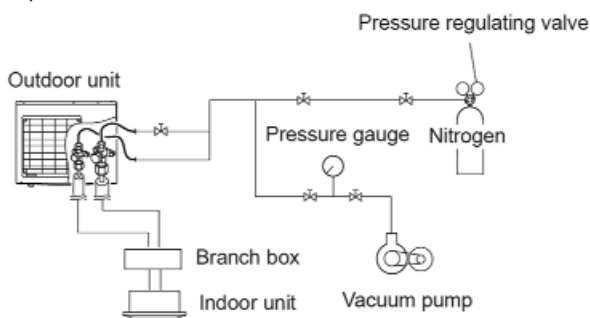 Pressure regulating valve
Outdoor unit
Pressure gauge
Nitrogen
Branch box
Indoor unit
Vacuum pump